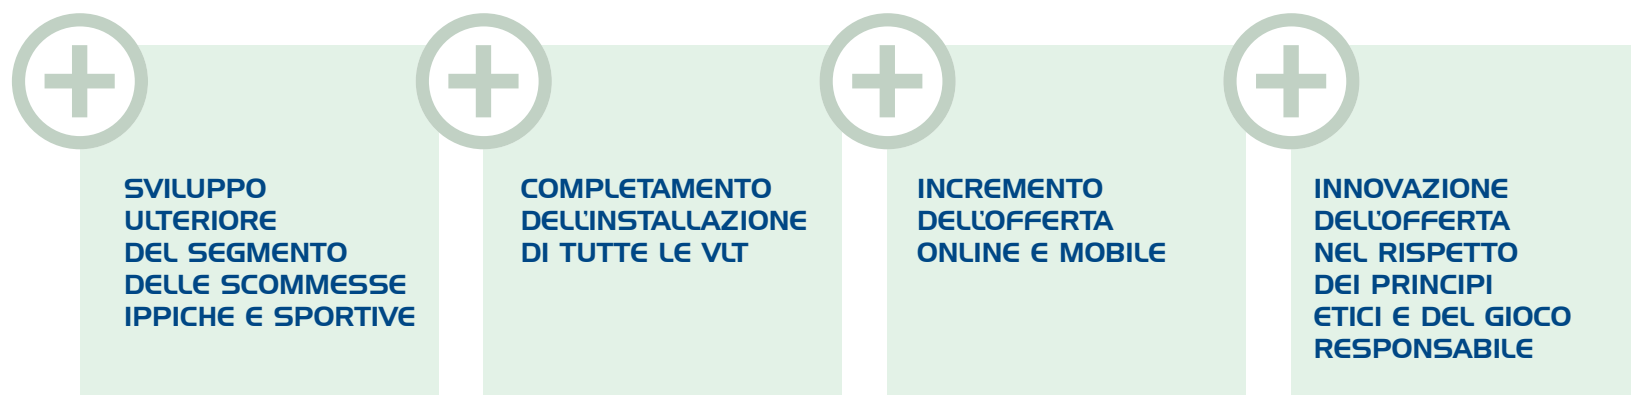 SVILUPPO
ULTERIORE
DEL SEGMENTO
DELLE SCOMMESSE
IPPICHE E SPORTIVE
COMPLETAMENTO
DELL'INSTALLAZIONE
DI TUTTE LE VLT
INCREMENTO
DELL'OFFERTA
ONLINE E MOBILE
INNOVAZIONE
DELL'OFFERTA
NEL RISPETTO
DEI PRINCIPI
ETICI E DEL GIOCO
RESPONSABILE